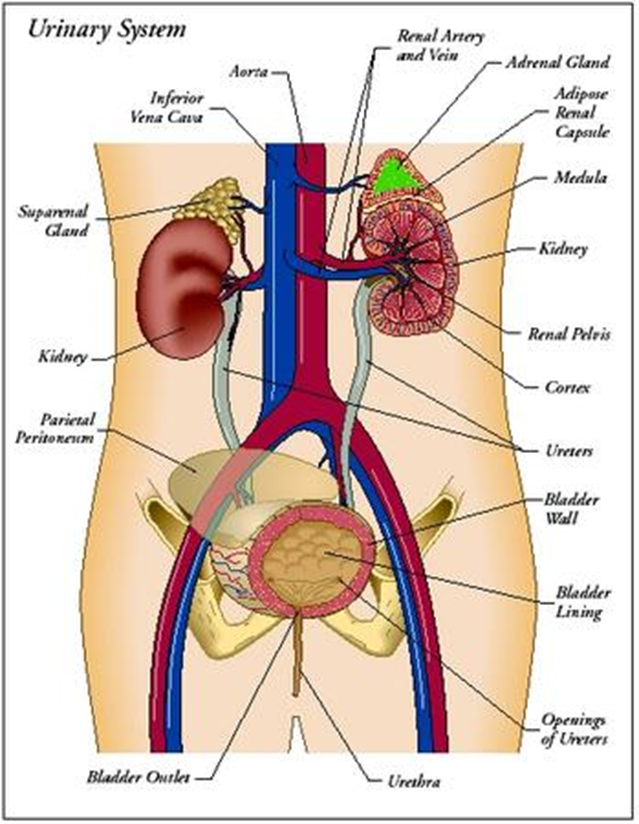 Urinary System
Renal Artery
and Vein
Aorta
Adrenal Gland
Inferior
Vena Cava
Adipose
Renal
Capsule
Medula
Suparenal
Gland
Kidney
Renal Pelvis
Kidney
Cortex
Parietal
Peritoneum
Ureters
Bladder
Wall
Bladder
Lining
Openings
of Ureters
Bladder Outlet
Urethra